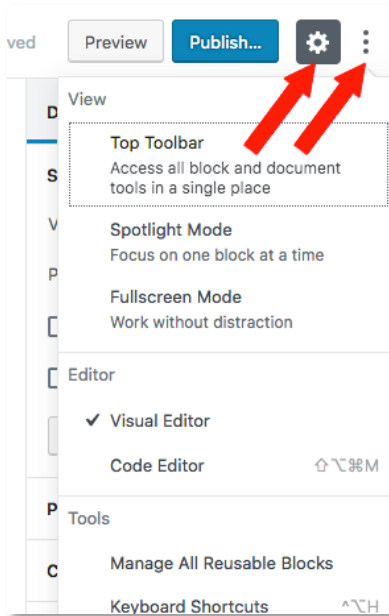 ved Preview Publish...
View
D
Top Toolbar
Access all block and document
tools in a single place
S
V
Spotlight Mode
Focus on one block at a time
P
Fullscreen Mode
Work without distraction
Editor
✓ Visual Editor
Code Editor ⇧⌥⌘M
P
Tools
Manage All Reusable Blocks
C
Keyboard Shortcuts ^⌥H